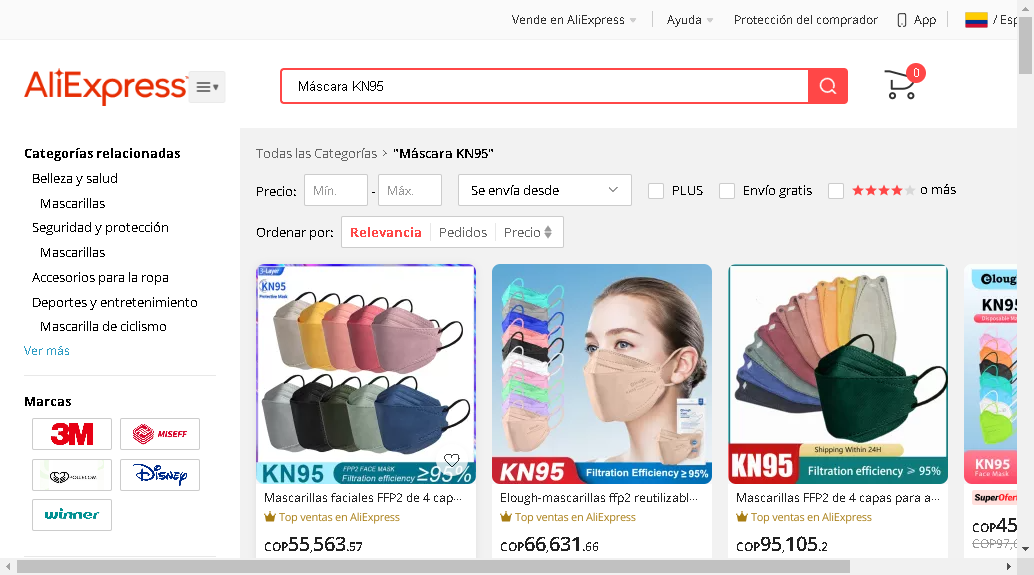 Vende en AliExpress
Ayuda
Protección del comprador
App
/ Esp
AliExpress
Máscara KN95
0
Categorías relacionadas
Belleza y salud
Mascarillas
Seguridad y protección
Mascarillas
Accesorios para la ropa
Deportes y entretenimiento
Mascarilla de ciclismo
Ver más
Marcas
3M
MISEFF
Disney
winner
Todas las Categorías > "Máscara KN95"
Precio: Mín. - Máx. Se envía desde PLUS Envío gratis o más
Ordenar por: Relevancia Pedidos Precio
5-Layer
KN95
Protective Mask
KN95 FFP2 FACE MASK ≥95%
Filtration efficiency
Mascarillas faciales FFP2 de 4 cap...
Top ventas en AliExpress
COP55,563.57
Elough
KN95 Filtration Efficiency ≥ 95%
Elough-mascarillas ffp2 reutilizabl...
Top ventas en AliExpress
COP66,631.66
Shipping Within 24H
KN95 Filtration efficiency ≥ 95%
Mascarillas FFP2 de 4 capas para a...
Top ventas en AliExpress
COP95,105.2
Eloug
KN95
Disposable Ma
KN95
Face Mask
SuperOfer
COP45
COP97,6